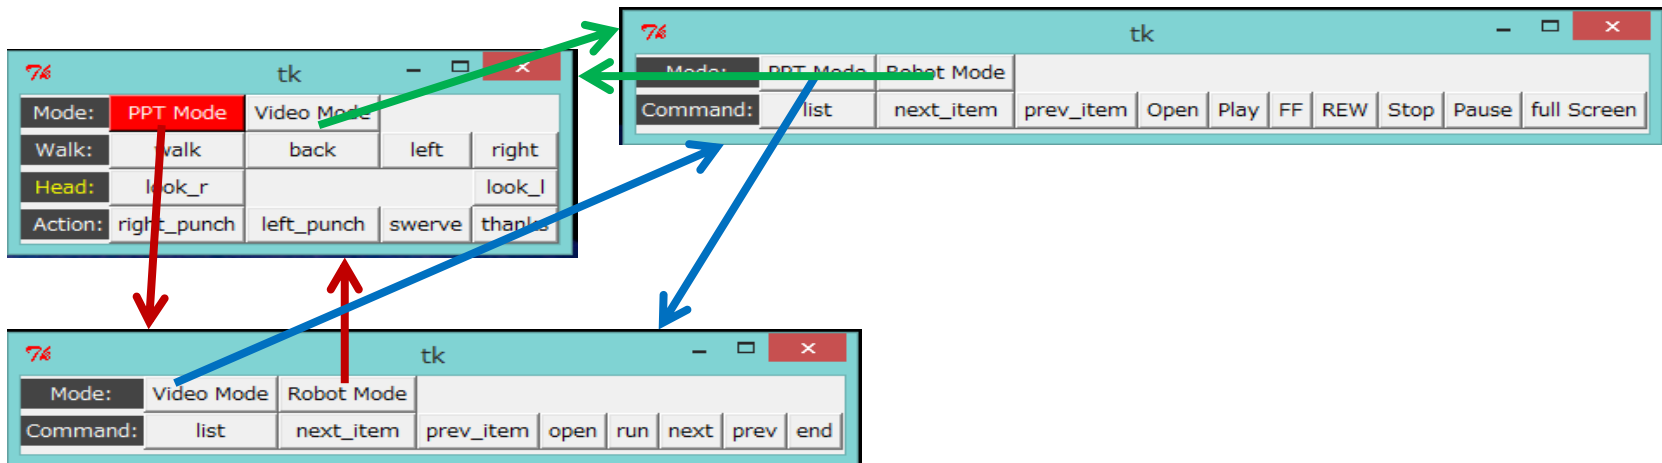 tk
Mode: PPT Mode Video Mode
Walk: walk back left right
Head: look_r look_l
Action: right_punch left_punch swerve thanks
tk
Mode: PPT Mode Robot Mode
Command: list next_item prev_item Open Play FF REW Stop Pause full Screen
tk
Mode: Video Mode Robot Mode
Command: list next_item prev_item open run next prev end